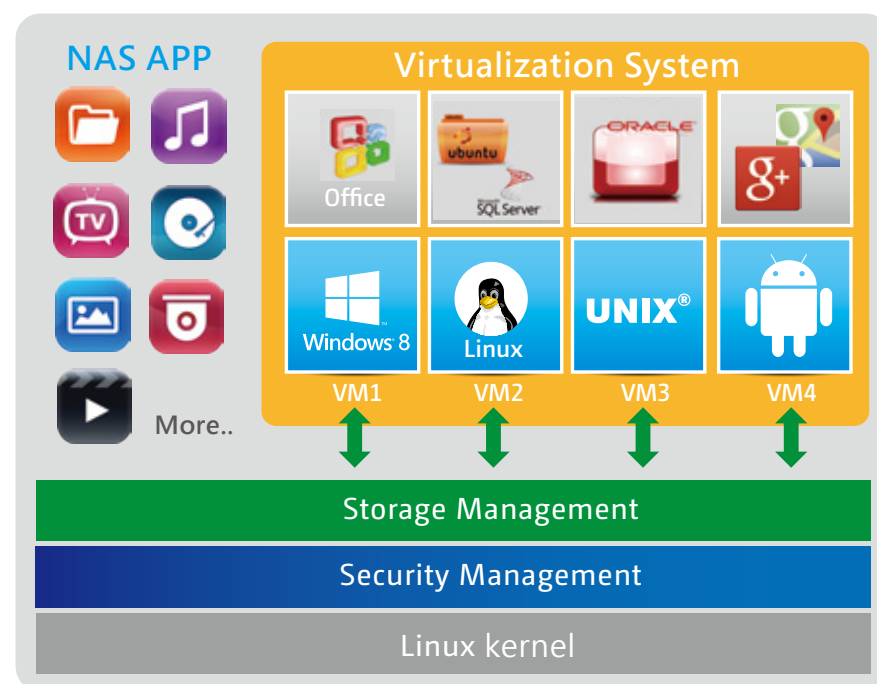 NAS APP
Virtualization System
TV
More..
Office
ubuntu
SQL Server
ORACLE
g+
Windows 8
Linux
UNIX®
VM1
VM2
VM3
VM4
Storage Management
Security Management
Linux kernel